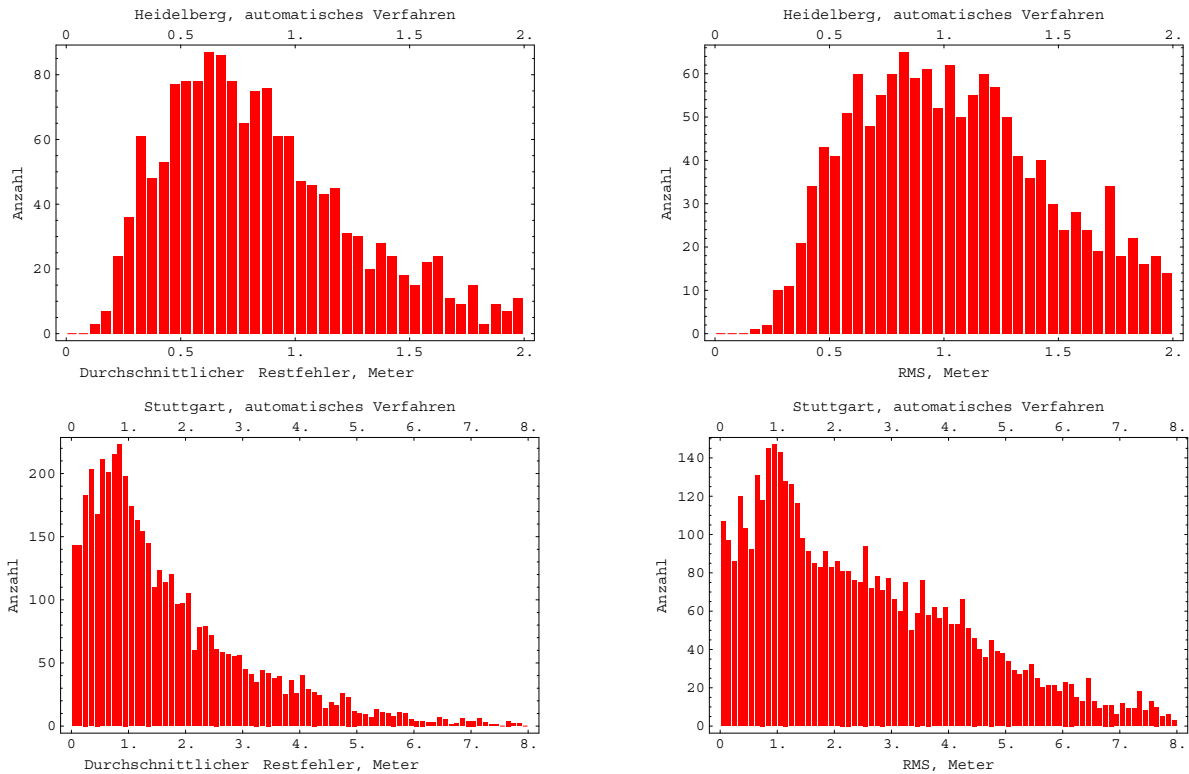 Heidelberg, automatisches Verfahren
0 0.5 1. 1.5 2.
80
60
40
20
0
Anzahl
0 0.5 1. 1.5 2.
Durchschnittlicher Restfehler, Meter
Heidelberg, automatisches Verfahren
0 0.5 1. 1.5 2.
60
50
40
30
20
10
0
Anzahl
0 0.5 1. 1.5 2.
RMS, Meter
Stuttgart, automatisches Verfahren
0 1. 2. 3. 4. 5. 6. 7. 8.
200
150
100
50
0
Anzahl
0 1. 2. 3. 4. 5. 6. 7. 8.
Durchschnittlicher Restfehler, Meter
Stuttgart, automatisches Verfahren
0 1. 2. 3. 4. 5. 6. 7. 8.
140
120
100
80
60
40
20
0
Anzahl
0 1. 2. 3. 4. 5. 6. 7. 8.
RMS, Meter